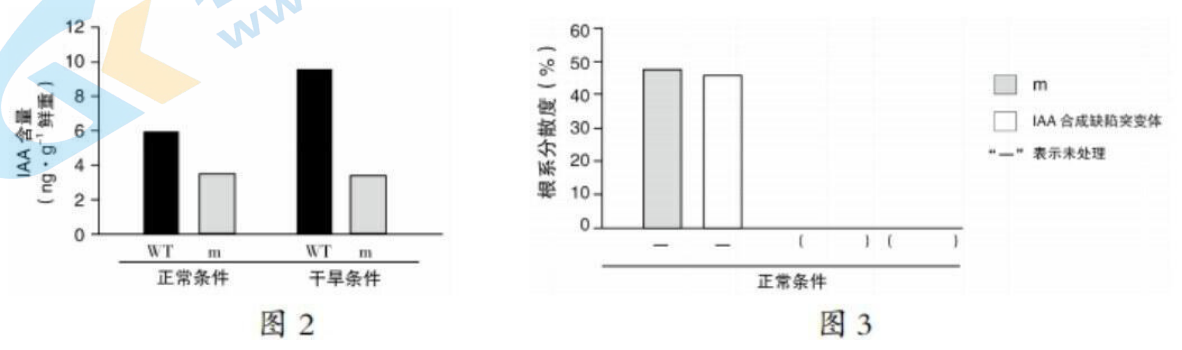 12
10
8
6
4
2
0
IAA 含量
(ng·g⁻¹鲜重)
WT m WT m
正常条件 干旱条件
图 2
60
50
40
30
20
10
0
根系分散度(%)
— — ( ) ( )
正常条件
m
IAA 合成缺陷突变体
“—”表示未处理
图 3